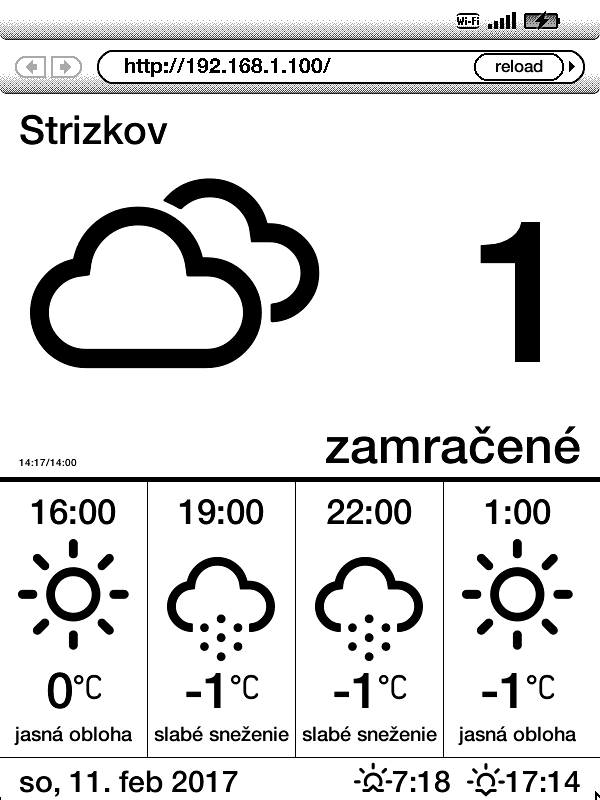 Wi-Fi
http://192.168.1.100/ reload
Strizkov
1
zamračené
14:17/14:00
16:00 19:00 22:00 1:00
0°C -1°C -1°C -1°C
jasná obloha slabé sneženie slabé sneženie jasná obloha
so, 11. feb 2017 7:18 17:14